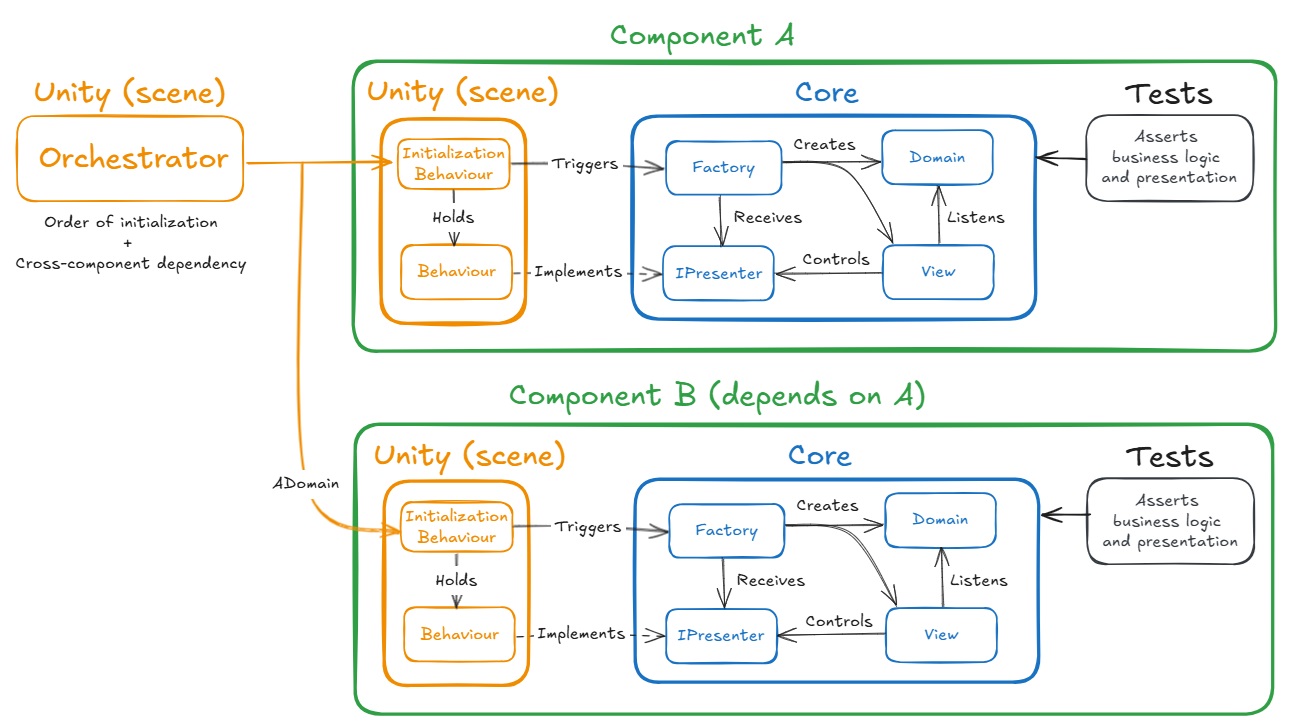 Component A
Unity (scene)
Orchestrator
Order of initialization
+
Cross-component dependency
Unity (scene)
Initialization
Behaviour
Holds
Behaviour
Triggers
Implements
Core
Factory
Creates
Domain
Receives
Listens
IPresenter
Controls
View
Tests
Asserts
business logic
and presentation
ADomain
Component B (depends on A)
Unity (scene)
Initialization
Behaviour
Holds
Behaviour
Triggers
Implements
Core
Factory
Creates
Domain
Receives
Listens
IPresenter
Controls
View
Tests
Asserts
business logic
and presentation